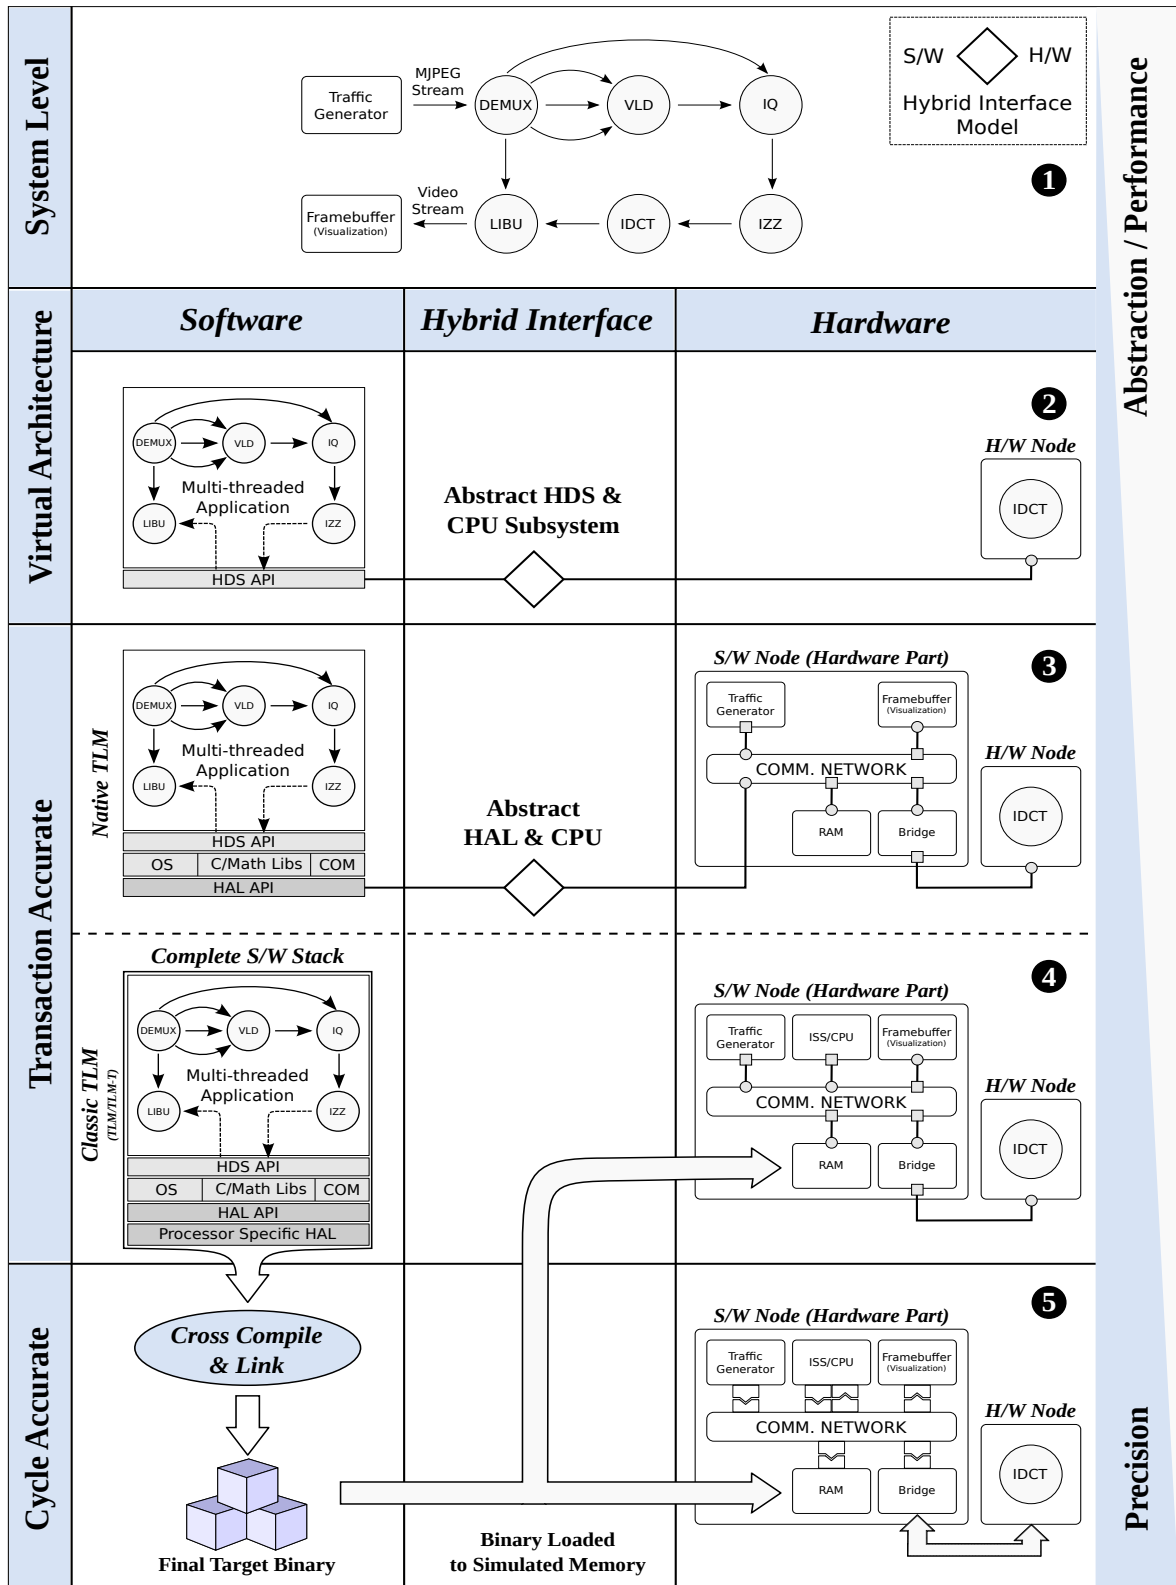 System Level
Traffic
Generator
MJPEG
Stream
DEMUX
VLD
IQ
Framebuffer
(Visualization)
Video
Stream
LIBU
IDCT
IZZ
S/W
H/W
Hybrid Interface
Model
1
Abstraction / Performance
Precision
Software
Hybrid Interface
Hardware
Virtual Architecture
DEMUX
VLD
IQ
Multi-threaded
Application
LIBU
IZZ
HDS API
Abstract HDS &
CPU Subsystem
2
H/W Node
IDCT
Transaction Accurate
Native TLM
DEMUX
VLD
IQ
Multi-threaded
Application
LIBU
IZZ
HDS API
OS
C/Math Libs
COM
HAL API
Abstract
HAL & CPU
S/W Node (Hardware Part)
3
Traffic
Generator
Framebuffer
(Visualization)
COMM. NETWORK
RAM
Bridge
H/W Node
IDCT
Classic TLM
(TLM/TLM-T)
Complete S/W Stack
DEMUX
VLD
IQ
Multi-threaded
Application
LIBU
IZZ
HDS API
OS
C/Math Libs
COM
HAL API
Processor Specific HAL
S/W Node (Hardware Part)
4
Traffic
Generator
ISS/CPU
Framebuffer
(Visualization)
COMM. NETWORK
RAM
Bridge
H/W Node
IDCT
Cycle Accurate
Cross Compile
& Link
Final Target Binary
Binary Loaded
to Simulated Memory
S/W Node (Hardware Part)
5
Traffic
Generator
ISS/CPU
Framebuffer
(Visualization)
COMM. NETWORK
RAM
Bridge
H/W Node
IDCT